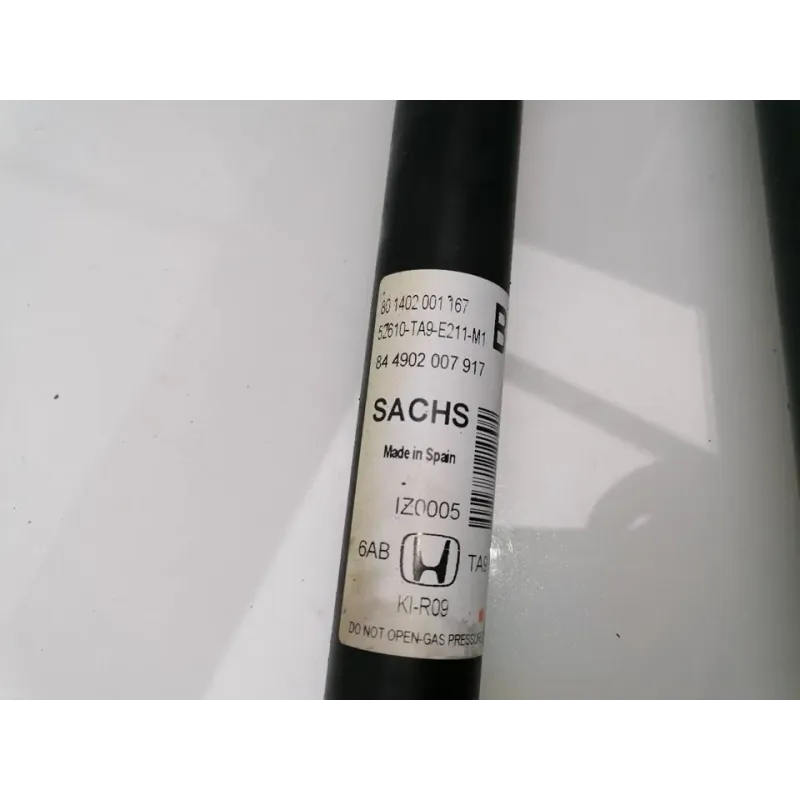 80 1402 001 167
52610-TA9-E211-M1
B
84 4902 007 917
SACHS
Made in Spain
IZ0005
6AB
TA9
KI-R09
DO NOT OPEN-GAS PRESSURE